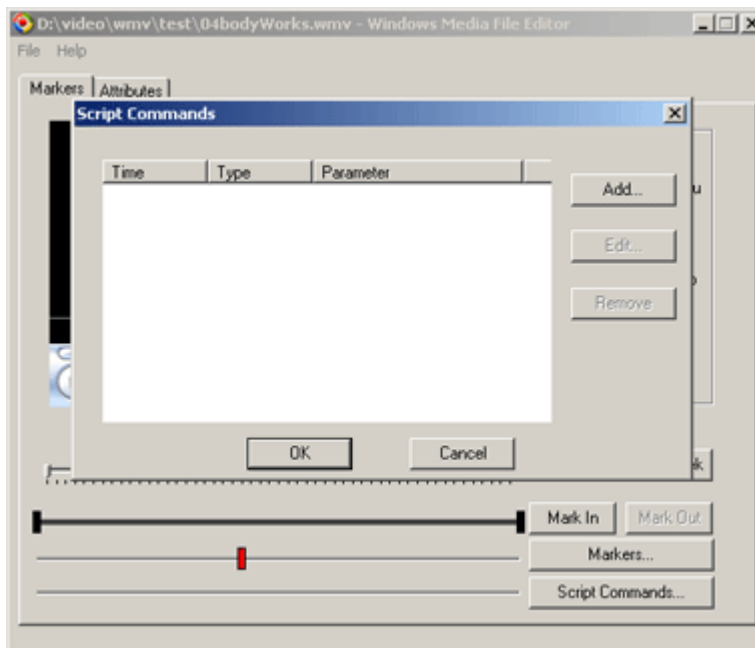 D:\video\wmv\test\04bodyWorks.wmv - Windows Media File Editor
File Help
Markers Attributes
Script Commands
Time Type Parameter
Add...
Edit...
Remove
OK Cancel
Mark In Mark Out
Markers...
Script Commands...